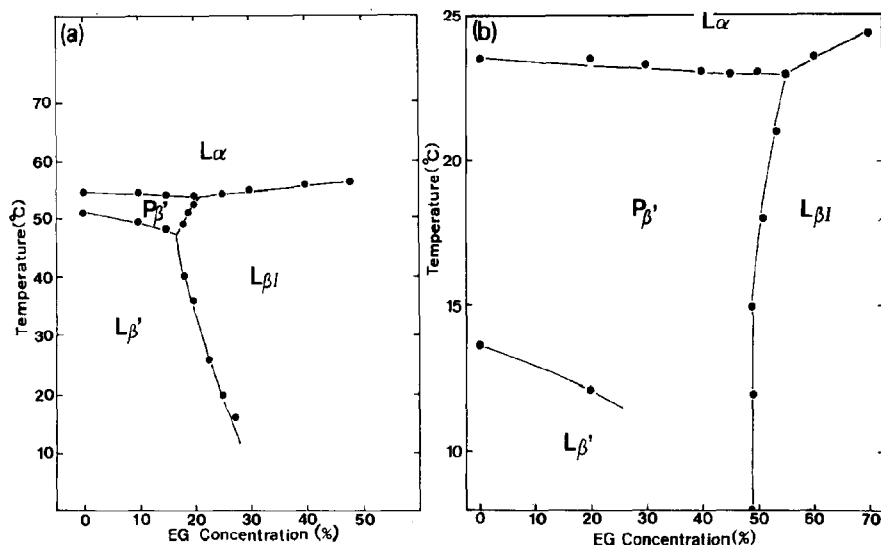 (a)
Temperature(℃)
70
60
50
40
30
20
10
Lα
Pβ'
Lβ'
LβI
0 10 20 30 40 50
EG Concentration (%)
(b)
Temperature(℃)
25
20
15
10
Lα
Pβ'
LβI
Lβ'
0 10 20 30 40 50 60 70
EG Concentration(%)